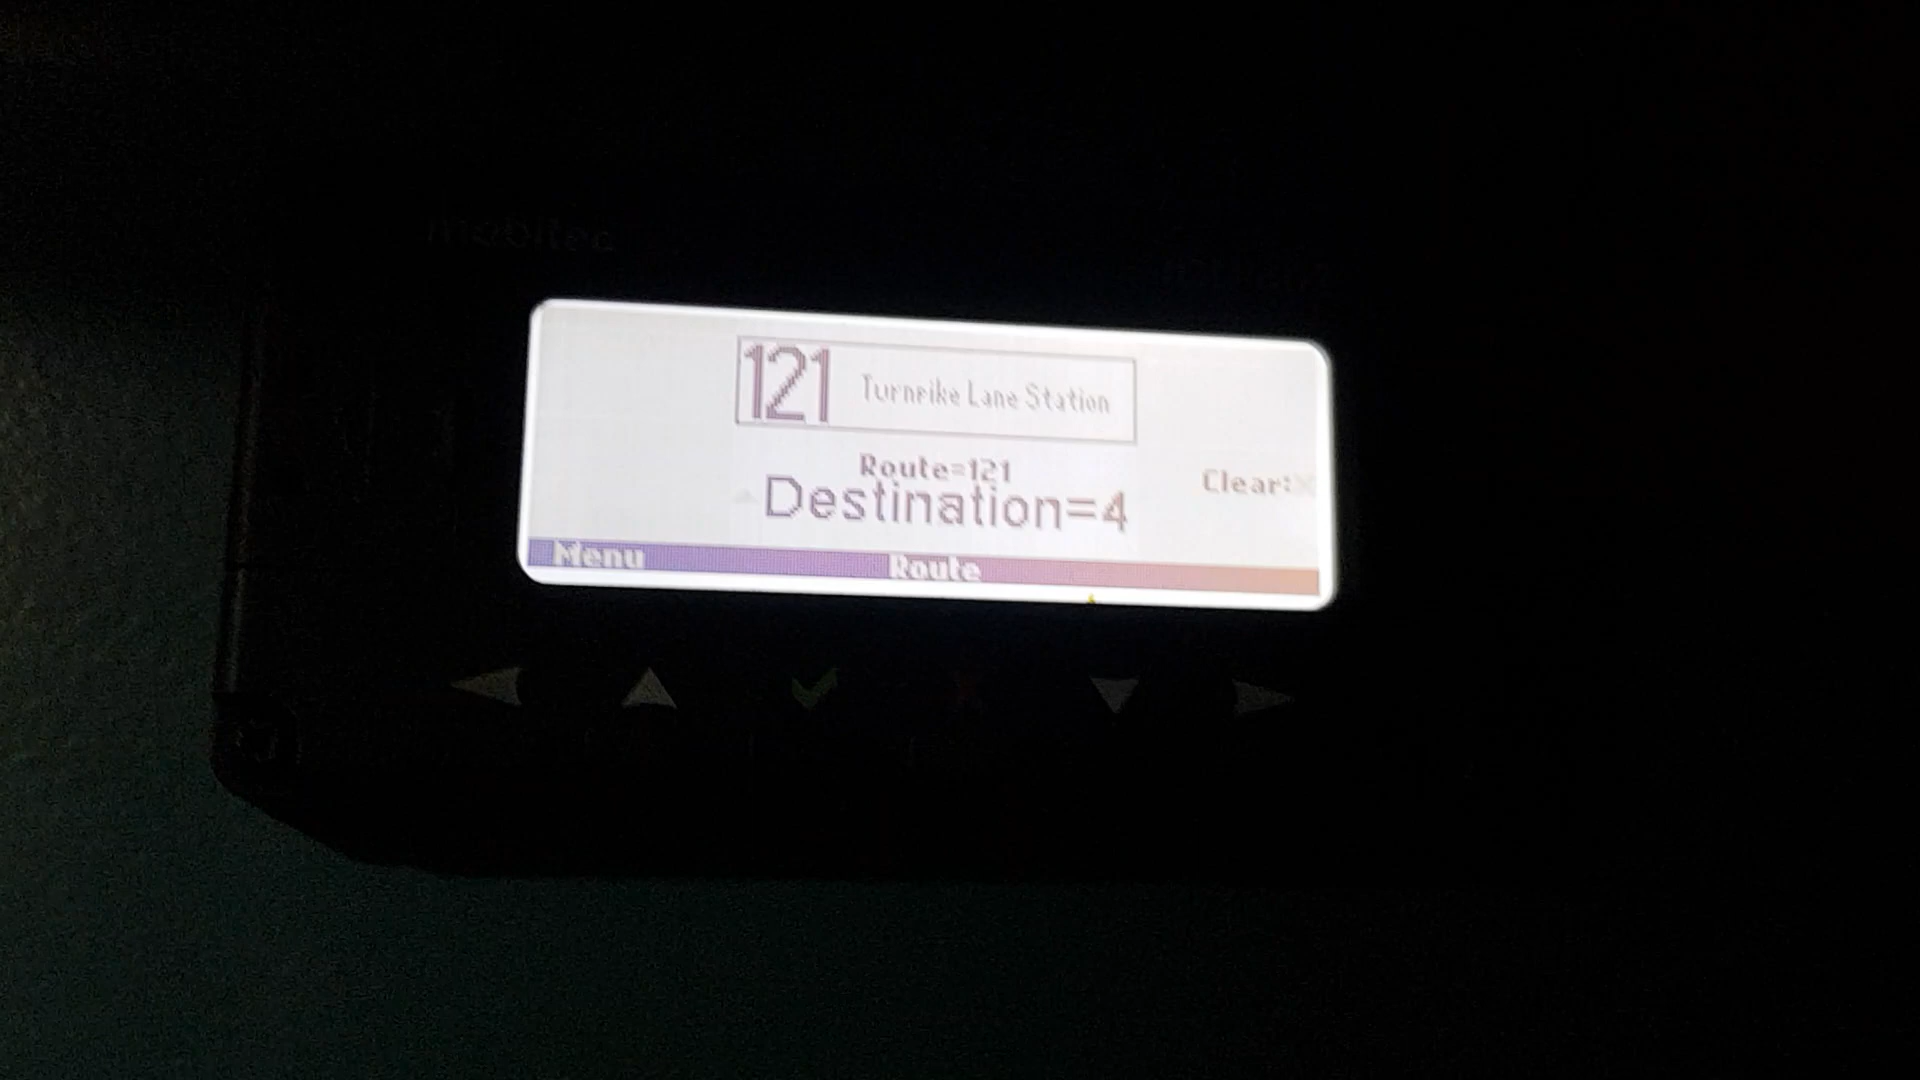 mobitec
121 Turnpike Lane Station
Route=121
Clear:X
Destination=4
Menu Route